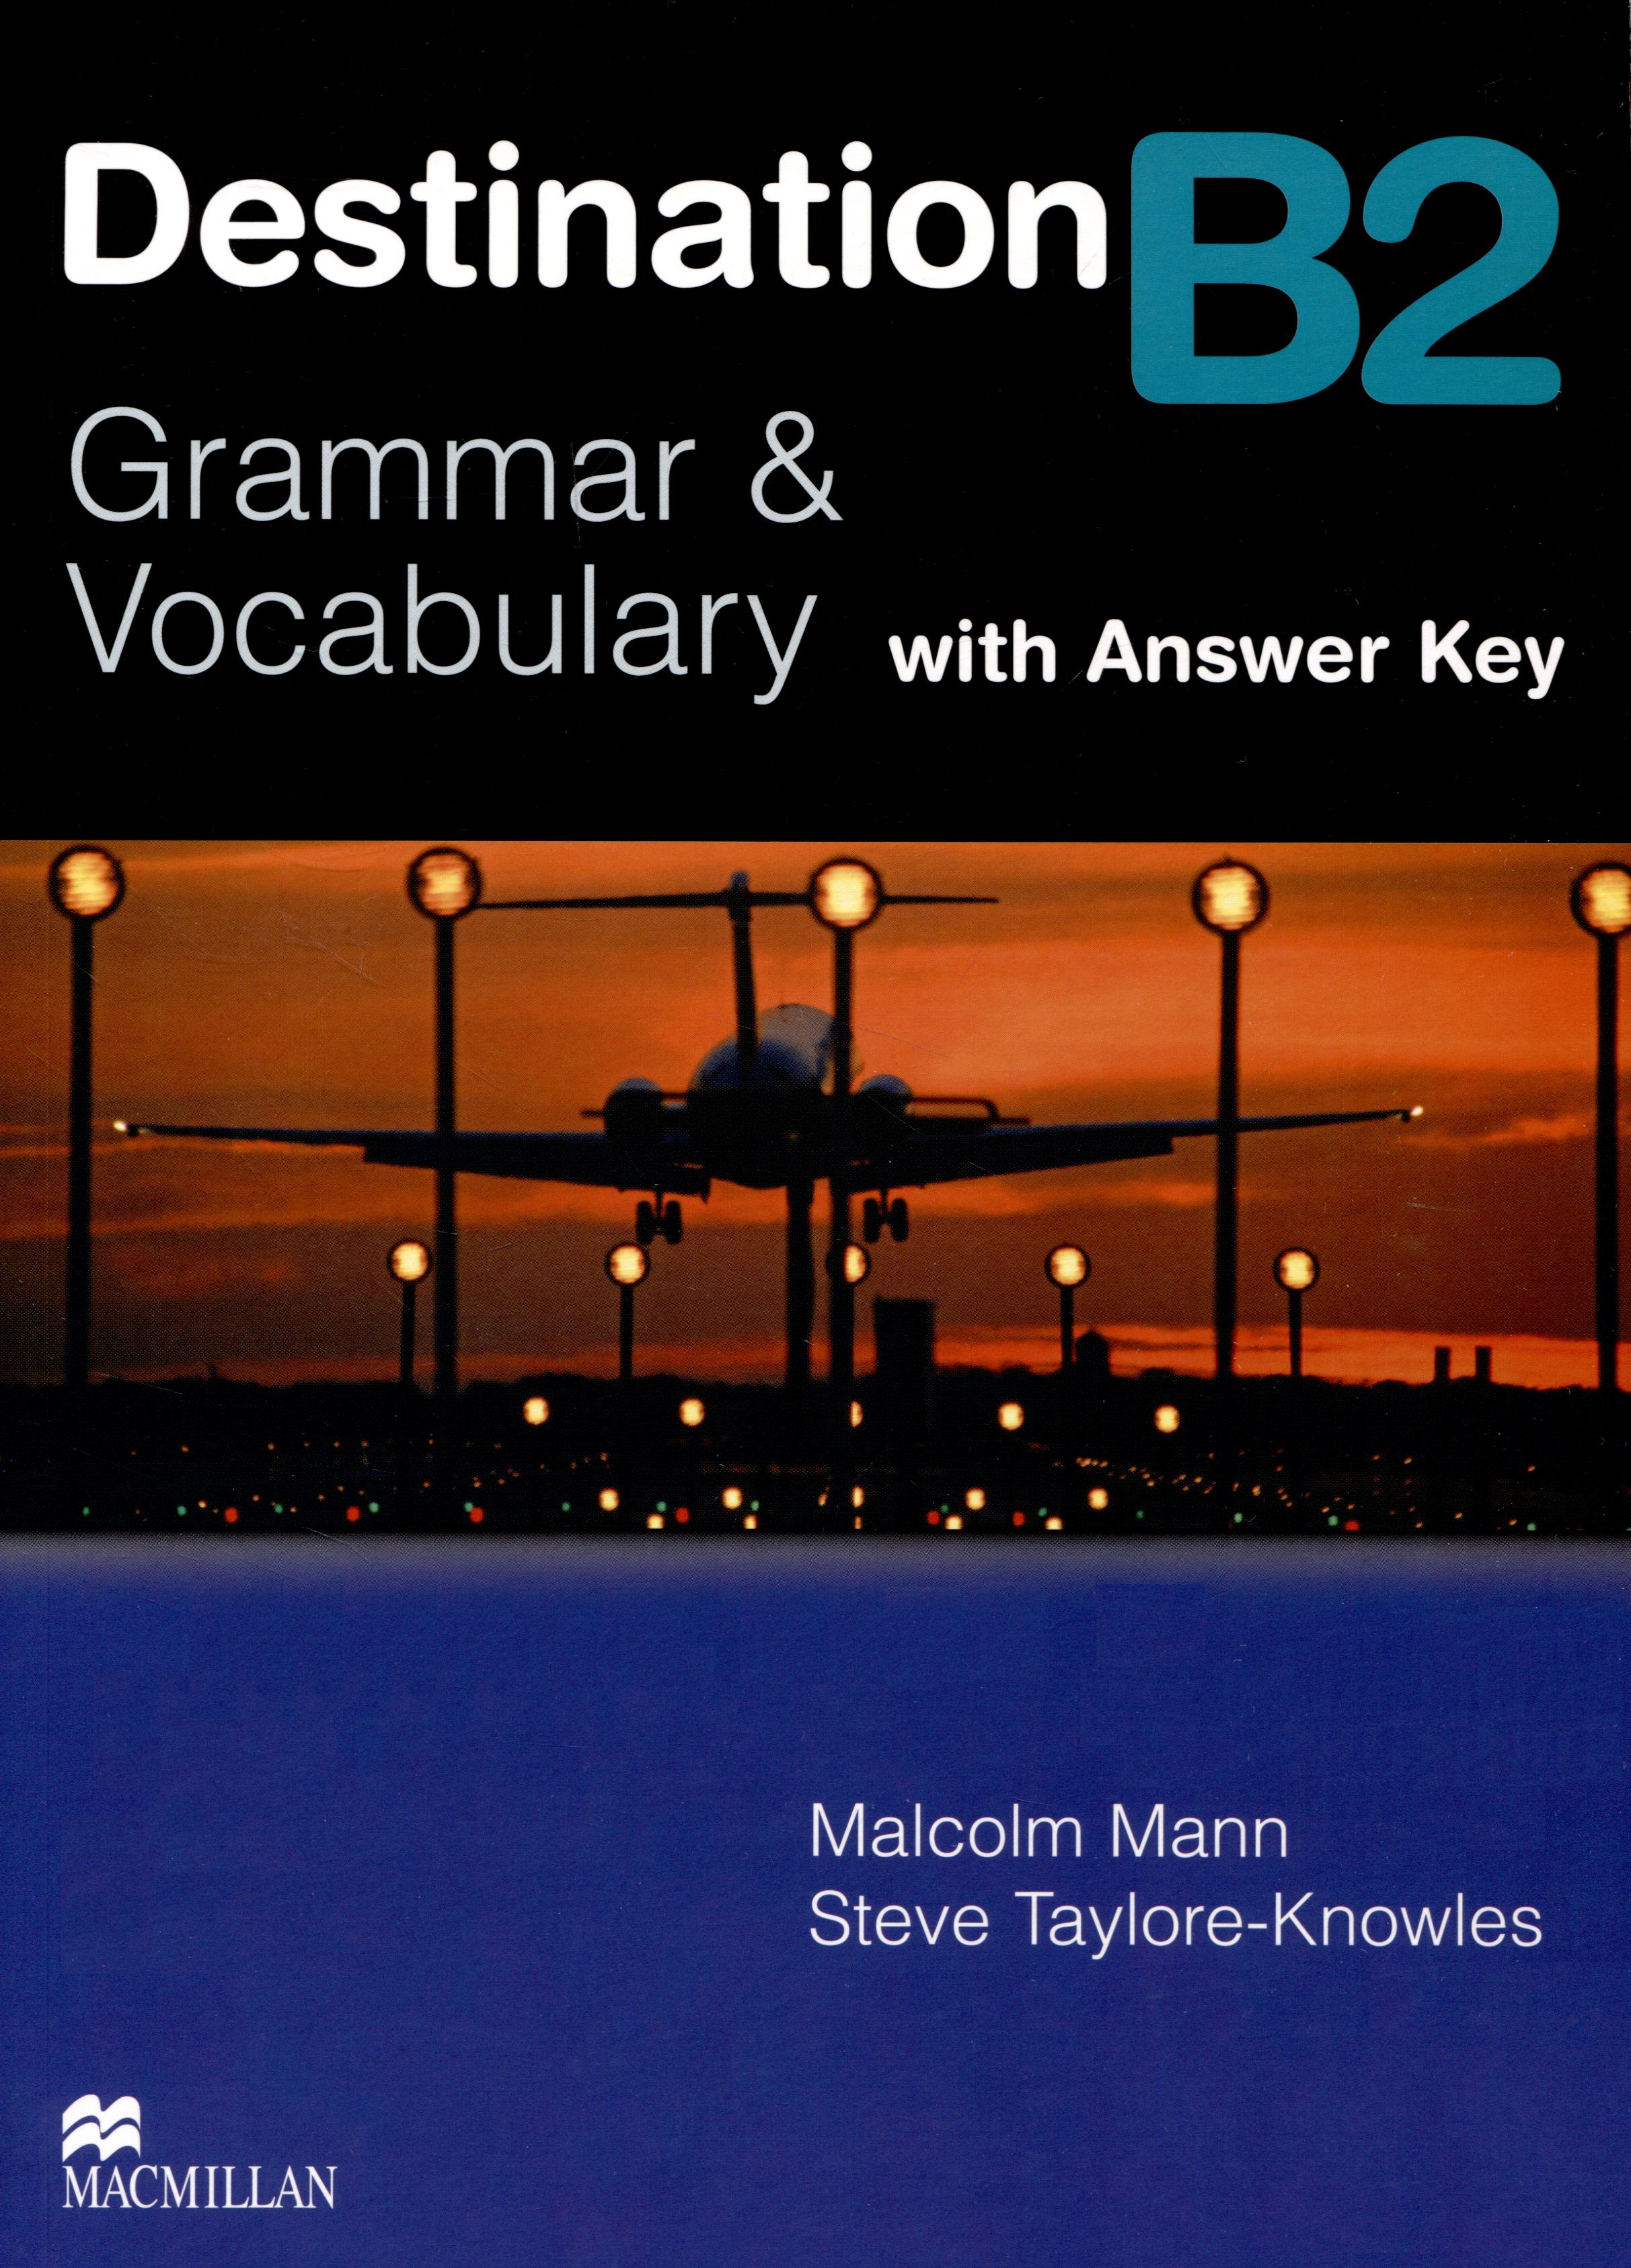 Destination B2
Grammar &
Vocabulary with Answer Key
Malcolm Mann
Steve Taylore-Knowles
MACMILLAN